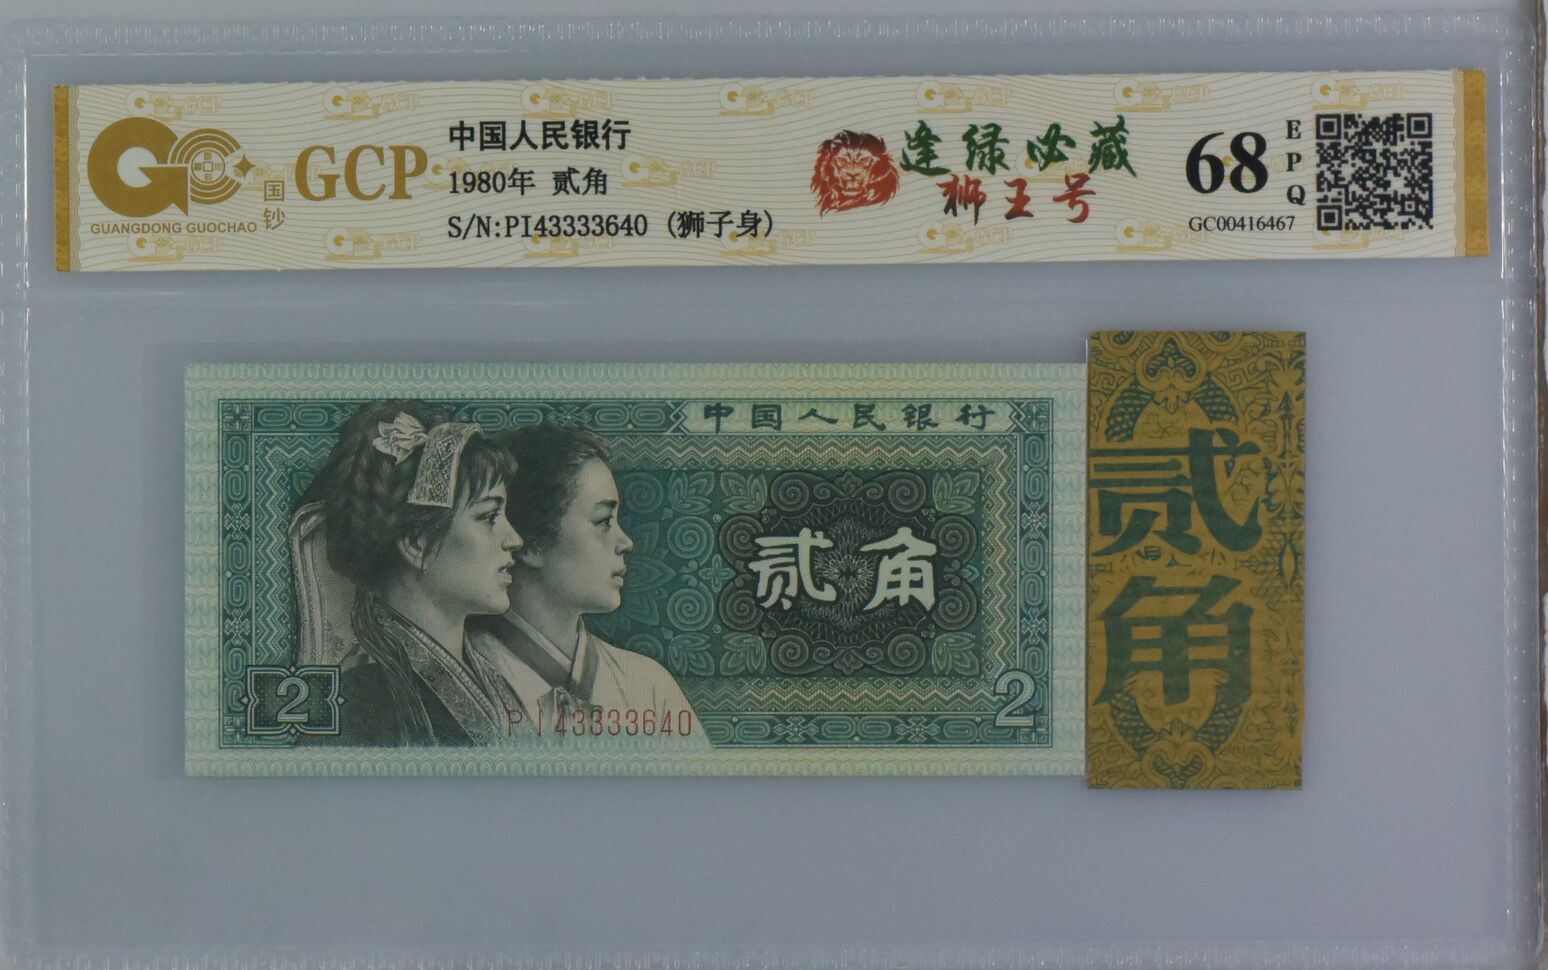 国钞
GUANGDONG GUOCHAO
GCP
中国人民银行
1980年 贰角
S/N:PI43333640 (狮子身)
逢绿必藏
狮王号
68
EPQ
GC00416467
中国人民银行
贰角
2
PI43333640
2
贰角